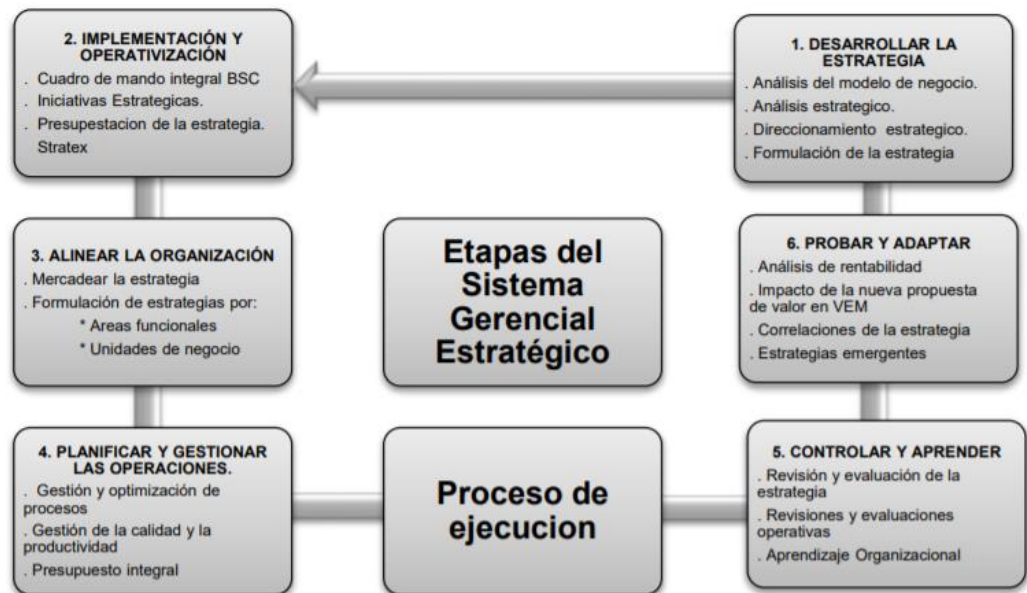 2. IMPLEMENTACIÓN Y
OPERATIVIZACIÓN
. Cuadro de mando integral BSC
. Iniciativas Estrategicas.
. Presupestacion de la estrategia.
Stratex
1. DESARROLLAR LA
ESTRATEGIA
. Análisis del modelo de negocio.
. Análisis estrategico.
. Direccionamiento estrategico.
. Formulación de la estrategia
3. ALINEAR LA ORGANIZACIÓN
. Mercadear la estrategia
. Formulación de estrategias por:
* Areas funcionales
* Unidades de negocio
Etapas del
Sistema
Gerencial
Estratégico
6. PROBAR Y ADAPTAR
. Análisis de rentabilidad
. Impacto de la nueva propuesta
de valor en VEM
. Correlaciones de la estrategia
. Estrategias emergentes
4. PLANIFICAR Y GESTIONAR
LAS OPERACIONES.
. Gestión y optimización de
procesos
. Gestión de la calidad y la
productividad
. Presupuesto integral
Proceso de
ejecucion
5. CONTROLAR Y APRENDER
. Revisión y evaluación de la
estrategia
. Revisiones y evaluaciones
operativas
. Aprendizaje Organizacional